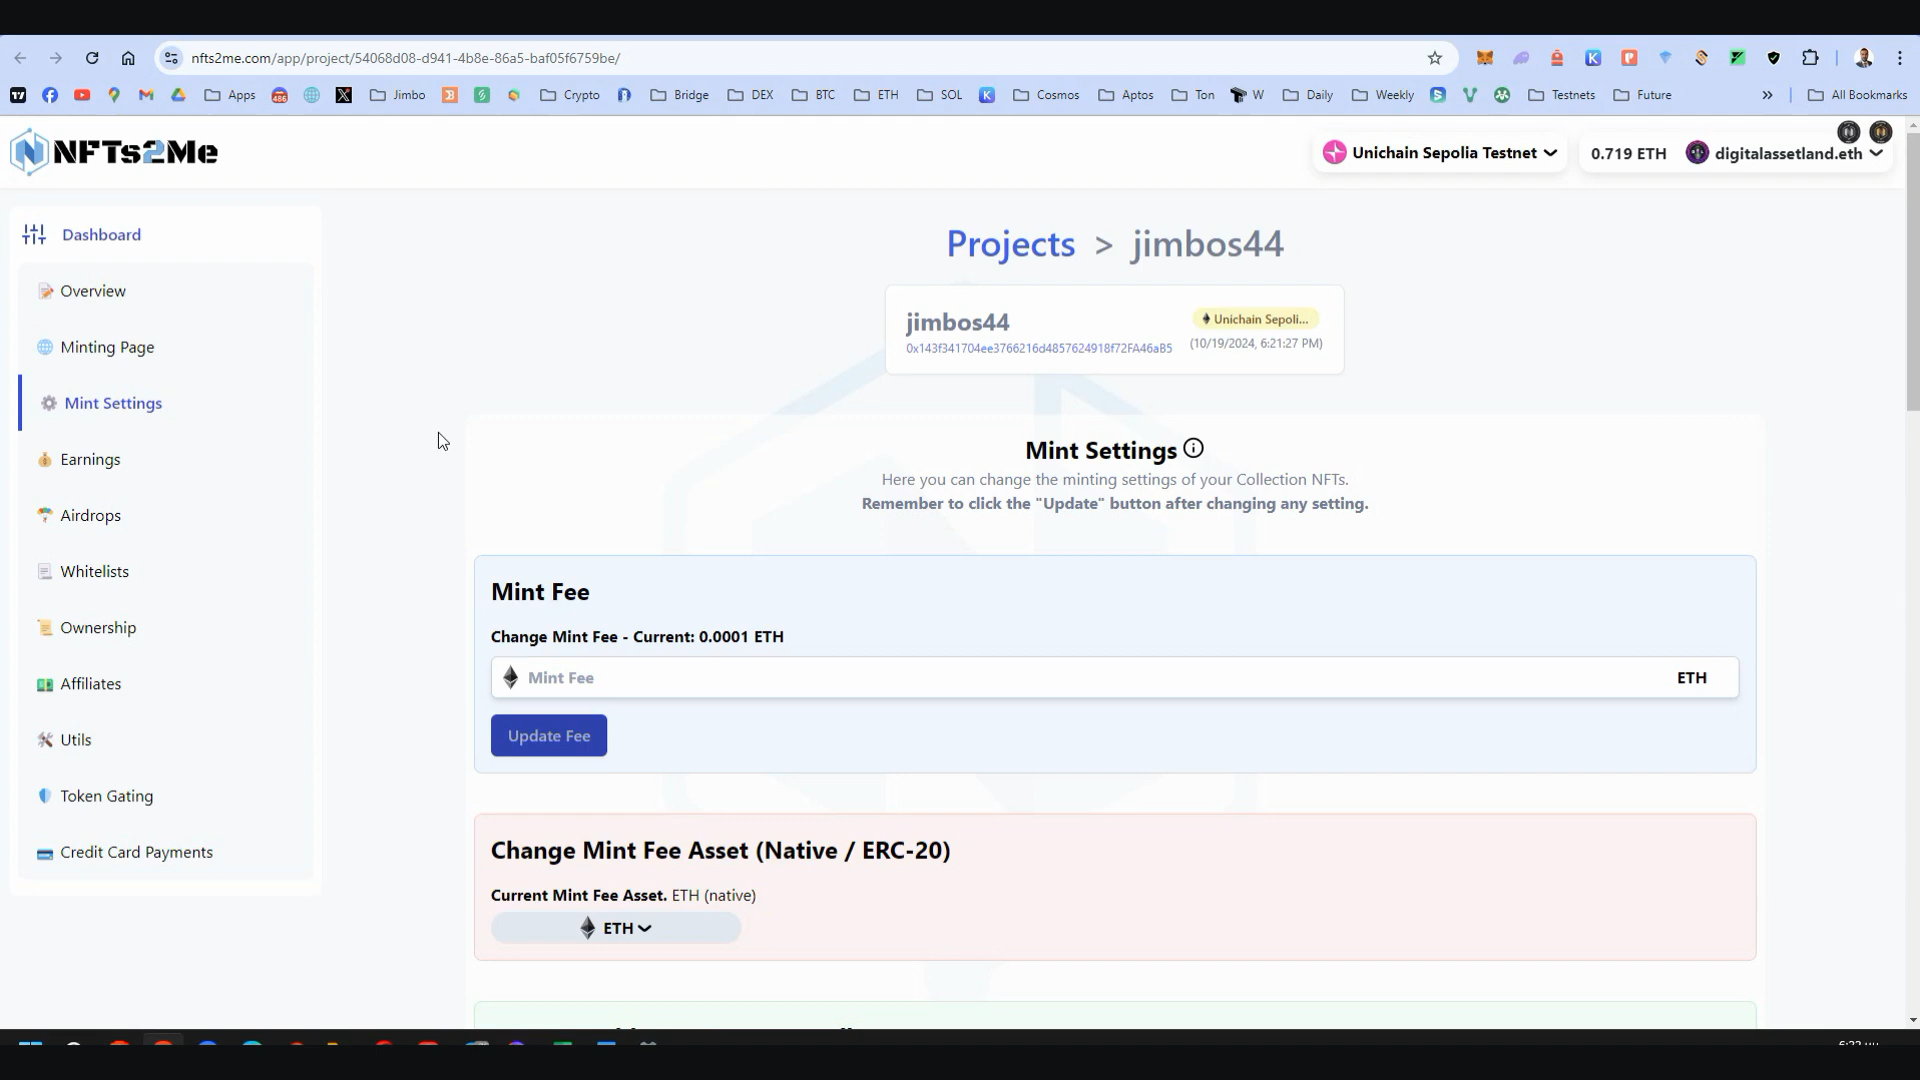 nfts2me.com/app/project/54068d08-d941-4b8e-86a5-baf05f6759be/
Apps
Jimbo
Crypto
Bridge
DEX
BTC
ETH
SOL
Cosmos
Aptos
Ton
W
Daily
Weekly
Testnets
Future
All Bookmarks
NFTs2Me
Unichain Sepolia Testnet
0.719 ETH
digitalassetland.eth
Dashboard
Overview
Minting Page
Mint Settings
Earnings
Airdrops
Whitelists
Ownership
Affiliates
Utils
Token Gating
Credit Card Payments
Projects > jimbos44
jimbos44
Unichain Sepoli...
0x143f341704ee3766216d4857624918f72FA46aB5
(10/19/2024, 6:21:27 PM)
Mint Settings
Here you can change the minting settings of your Collection NFTs.
Remember to click the "Update" button after changing any setting.
Mint Fee
Change Mint Fee - Current: 0.0001 ETH
Mint Fee
ETH
Update Fee
Change Mint Fee Asset (Native / ERC-20)
Current Mint Fee Asset. ETH (native)
ETH